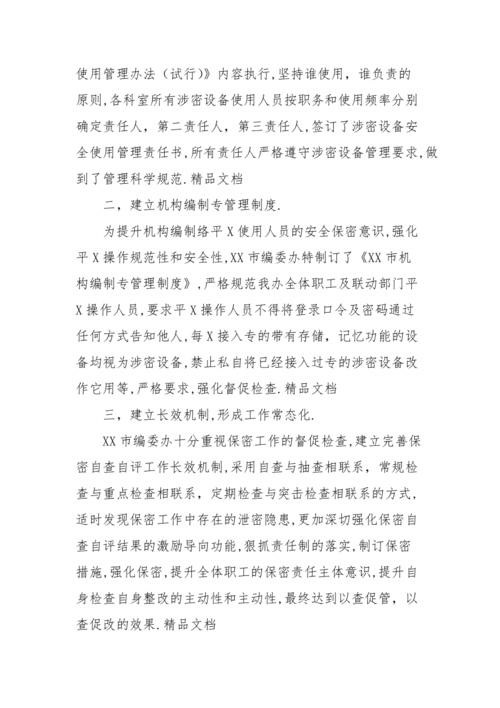 使用管理办法（试行）》内容执行,坚持谁使用，谁负责的
原则,各科室所有涉密设备使用人员按职务和使用频率分别
确定责任人，第二责任人，第三责任人,签订了涉密设备安
全使用管理责任书,所有责任人严格遵守涉密设备管理要求,做
到了管理科学规范.精品文档
二，建立机构编制专管理制度.
为提升机构编制络平X使用人员的安全保密意识,强化
平X操作规范性和安全性,XX市编委办特制订了《XX市机
构编制专管理制度》,严格规范我办全体职工及联动部门平
X操作人员,要求平X操作人员不得将登录口令及密码通过
任何方式告知他人,每X接入专的带有存储，记忆功能的设
备均视为涉密设备,禁止私自将已经接入过专的涉密设备改
作它用等,严格要求,强化督促检查.精品文档
三，建立长效机制,形成工作常态化.
XX市编委办十分重视保密工作的督促检查,建立完善保
密自查自评工作长效机制,采用自查与抽查相联系，常规检
查与重点检查相联系，定期检查与突击检查相联系的方式,
适时发现保密工作中存在的泄密隐患,更加深切强化保密自
查自评结果的激励导向功能,狠抓责任制的落实,制订保密
措施,强化保密,提升全体职工的保密责任主体意识,提升自
身检查自身整改的主动性和主动性,最终达到以查促管，以
查促改的效果.精品文档